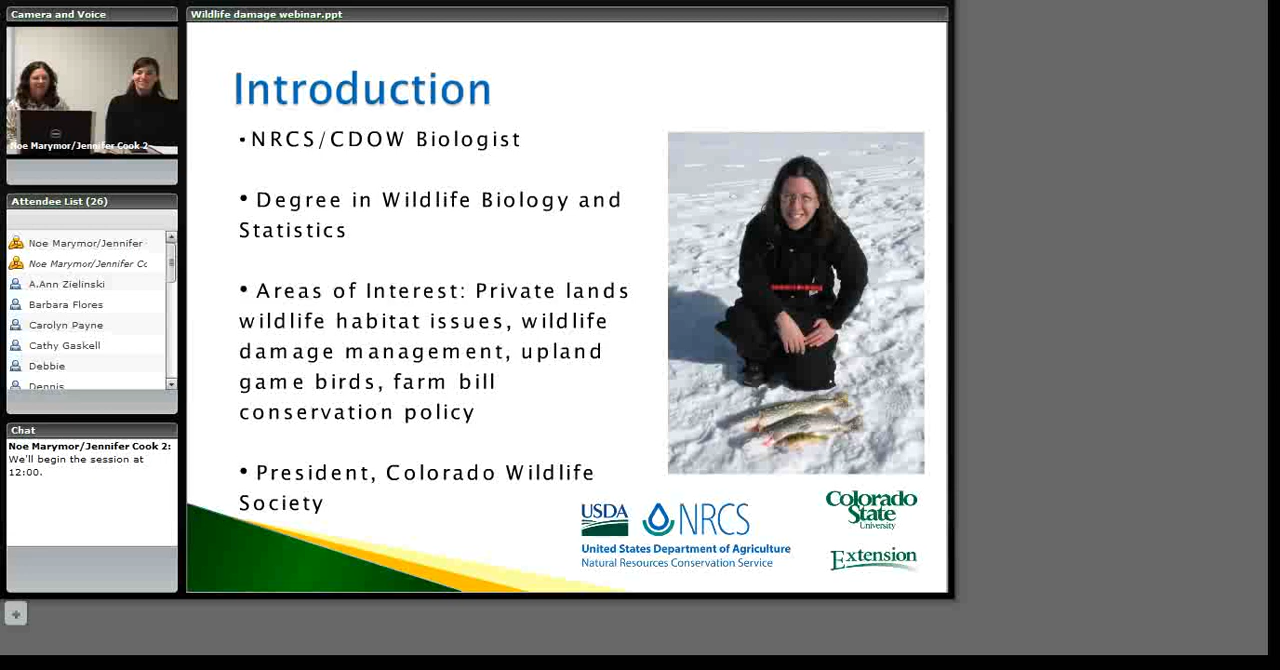 Camera and Voice
Noe Marymor/Jennifer Cook 2
Attendee List (26)
Noe Marymor/Jennifer
Noe Marymor/Jennifer Co
A.Ann Zielinski
Barbara Flores
Carolyn Payne
Cathy Gaskell
Debbie
Dennis
Chat
Noe Marymor/Jennifer Cook 2:
We'll begin the session at
12:00.
Wildlife damage webinar.ppt
Introduction
• NRCS/CDOW Biologist
• Degree in Wildlife Biology and
Statistics
• Areas of Interest: Private lands
wildlife habitat issues, wildlife
damage management, upland
game birds, farm bill
conservation policy
• President, Colorado Wildlife
Society
USDA NRCS
United States Department of Agriculture
Natural Resources Conservation Service
Colorado
State
University
Extension